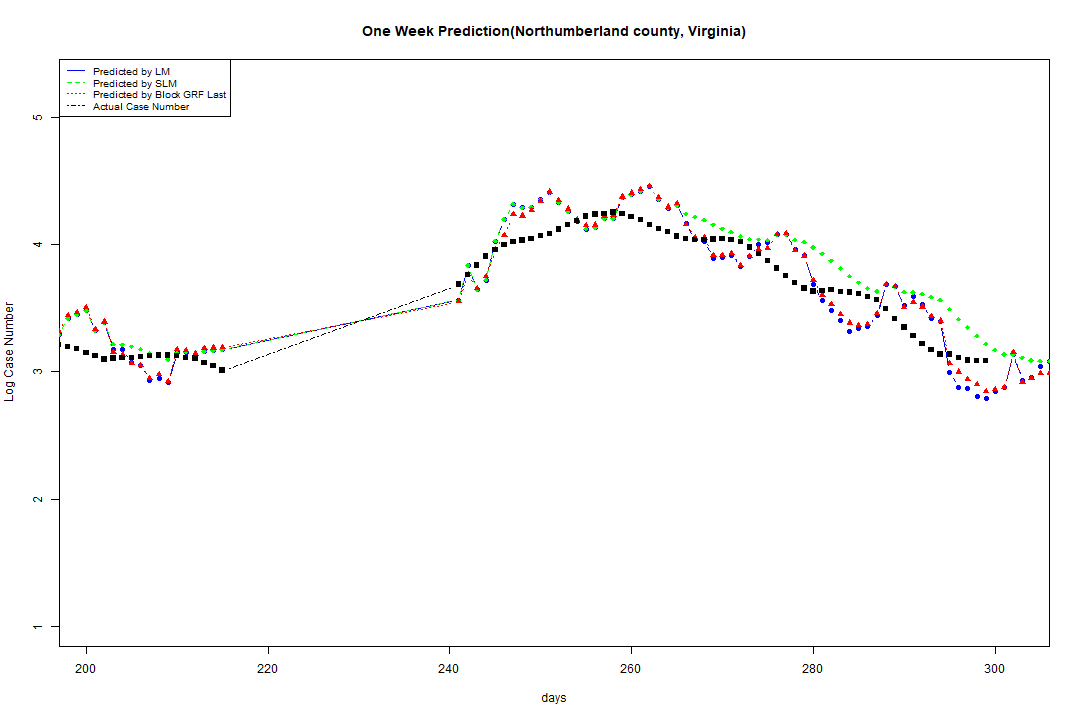 One Week Prediction(Northumberland county, Virginia)
Predicted by LM
Predicted by SLM
Predicted by Block GRF Last
Actual Case Number
5
4
3
2
1
Log Case Number
200 220 240 260 280 300
days